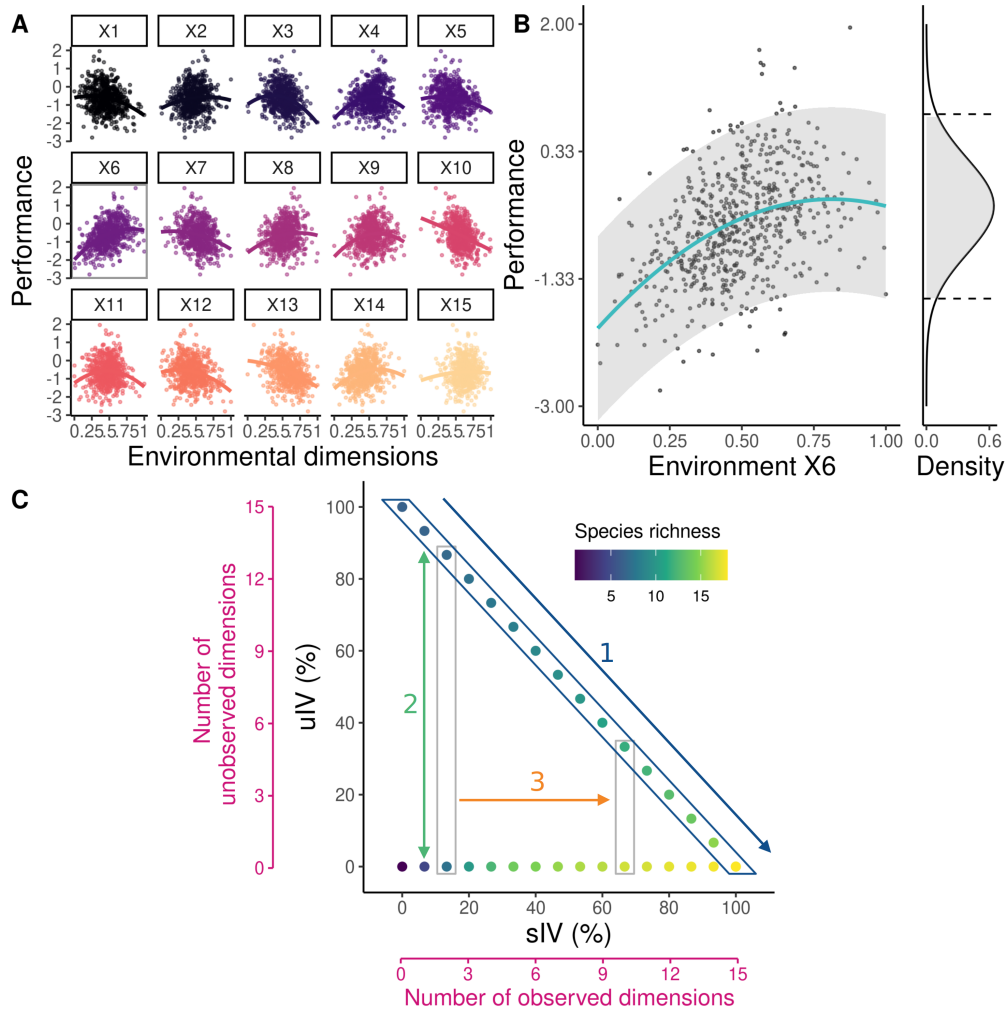 A
X1 X2 X3 X4 X5
2
1
0
-1
-2
-3
X6 X7 X8 X9 X10
2
1
0
-1
-2
-3
X11 X12 X13 X14 X15
2
1
0
-1
-2
-3
Performance
0.25.5.751 0.25.5.751 0.25.5.751 0.25.5.751 0.25.5.751
Environmental dimensions
B
2.00
0.33
-1.33
-3.00
Performance
0.00 0.25 0.50 0.75 1.00
Environment X6
0.0 0.6
Density
C
15
12
9
6
3
0
Number of
unobserved dimensions
100
80
60
40
20
0
uIV (%)
Species richness
5 10 15
1
2
3
0 20 40 60 80 100
sIV (%)
0 3 6 9 12 15
Number of observed dimensions